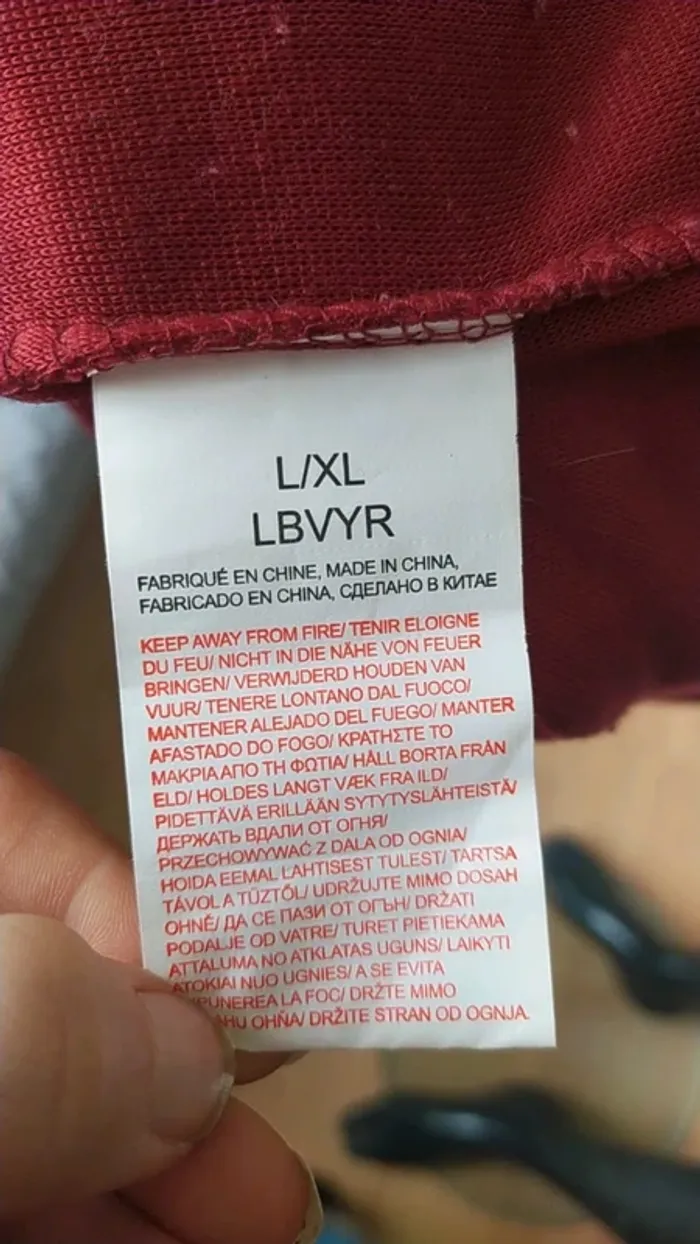 L/XL
LBVYR
FABRIQUÉ EN CHINE, MADE IN CHINA,
FABRICADO EN CHINA, СДЕЛАНО В КИТАЕ
KEEP AWAY FROM FIRE/ TENIR ELOIGNE
DU FEU/ NICHT IN DIE NÄHE VON FEUER
BRINGEN/ VERWIJDERD HOUDEN VAN
VUUR/ TENERE LONTANO DAL FUOCO/
MANTENER ALEJADO DEL FUEGO/ MANTER
AFASTADO DO FOGO/ ΚΡΑΤΗΣΤΕ ΤΟ
ΜΑΚΡΙΑ ΑΠΟ ΤΗ ΦΩΤΙΑ/ HÅLL BORTA FRÅN
ELD/ HOLDES LANGT VÆK FRA ILD/
PIDETTÄVÄ ERILLÄÄN SYTYTYSLÄHTEISTÄ/
ДЕРЖАТЬ ВДАЛИ ОТ ОГНЯ/
PRZECHOWYWAĆ Z DALA OD OGNIA/
HOIDA EEMAL LAHTISEST TULEST/ TARTSA
TÁVOL A TŰZTŐL/ UDRŽUJTE MIMO DOSAH
OHNĚ/ ДА СЕ ПАЗИ ОТ ОГЪН/ DRŽATI
PODALJE OD VATRE/ TURET PIETIEKAMA
ATTALUMA NO ATKLATAS UGUNS/ LAIKYTI
ATOKIAI NUO UGNIES/ A SE EVITA
PUNEREA LA FOC/ DRŽTE MIMO
AHU OHŇA/ DRŽITE STRAN OD OGNJA.